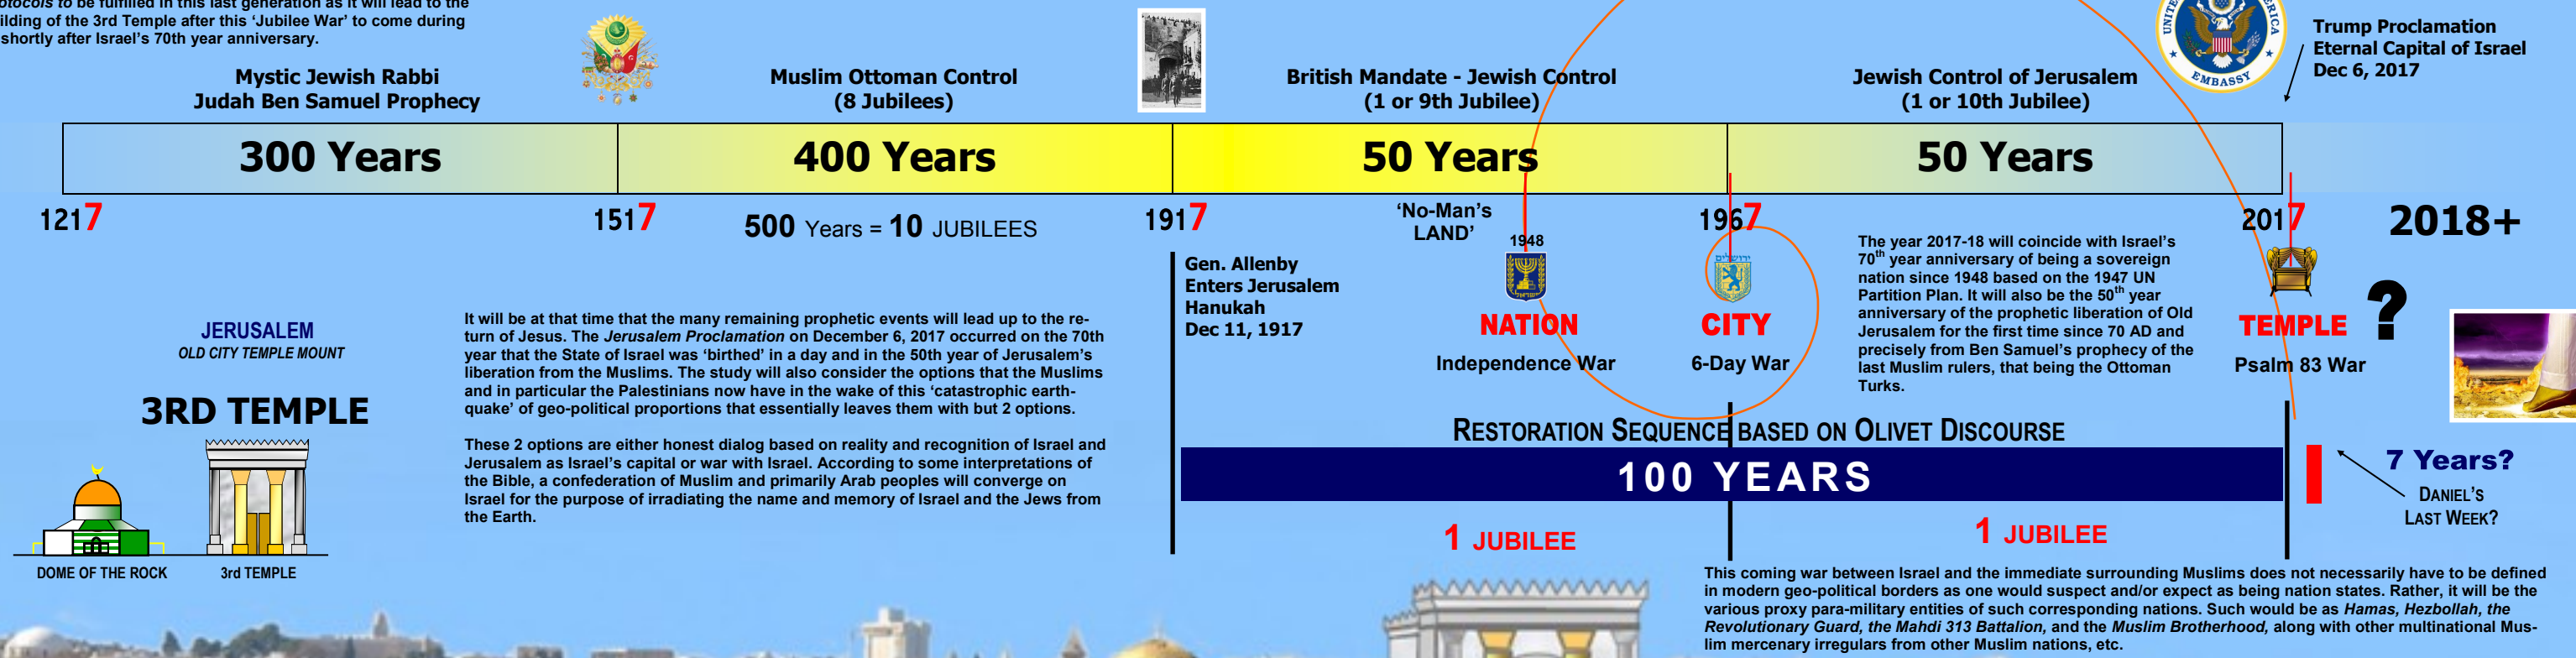 otocols to be fulfilled in this last generation as it will lead to the
ilding of the 3rd Temple after this ‘Jubilee War’ to come during
shortly after Israel’s 70th year anniversary.
Mystic Jewish Rabbi
Judah Ben Samuel Prophecy
Muslim Ottoman Control
(8 Jubilees)
British Mandate - Jewish Control
(1 or 9th Jubilee)
Jewish Control of Jerusalem
(1 or 10th Jubilee)
UNITED
ERICA
EMBASSY
Trump Proclamation
Eternal Capital of Israel
Dec 6, 2017
300 Years
400 Years
50 Years
50 Years
1217
1517
500 Years = 10 JUBILEES
1917
‘No-Man’s
LAND’
1948
1967
2017
2018+
Gen. Allenby
Enters Jerusalem
Hanukah
Dec 11, 1917
ישראל
NATION
Independence War
ירושלים
CITY
6-Day War
The year 2017-18 will coincide with Israel’s
70th year anniversary of being a sovereign
nation since 1948 based on the 1947 UN
Partition Plan. It will also be the 50th year
anniversary of the prophetic liberation of Old
Jerusalem for the first time since 70 AD and
precisely from Ben Samuel’s prophecy of the
last Muslim rulers, that being the Ottoman
Turks.
TEMPLE
?
Psalm 83 War
JERUSALEM
OLD CITY TEMPLE MOUNT
3RD TEMPLE
DOME OF THE ROCK
3rd TEMPLE
It will be at that time that the many remaining prophetic events will lead up to the re-
turn of Jesus. The Jerusalem Proclamation on December 6, 2017 occurred on the 70th
year that the State of Israel was ‘birthed’ in a day and in the 50th year of Jerusalem’s
liberation from the Muslims. The study will also consider the options that the Muslims
and in particular the Palestinians now have in the wake of this ‘catastrophic earth-
quake’ of geo-political proportions that essentially leaves them with but 2 options.
These 2 options are either honest dialog based on reality and recognition of Israel and
Jerusalem as Israel’s capital or war with Israel. According to some interpretations of
the Bible, a confederation of Muslim and primarily Arab peoples will converge on
Israel for the purpose of irradiating the name and memory of Israel and the Jews from
the Earth.
RESTORATION SEQUENCE BASED ON OLIVET DISCOURSE
100 YEARS
1 JUBILEE
1 JUBILEE
7 Years?
DANIEL’S
LAST WEEK?
This coming war between Israel and the immediate surrounding Muslims does not necessarily have to be defined
in modern geo-political borders as one would suspect and/or expect as being nation states. Rather, it will be the
various proxy para-military entities of such corresponding nations. Such would be as Hamas, Hezbollah, the
Revolutionary Guard, the Mahdi 313 Battalion, and the Muslim Brotherhood, along with other multinational Mus-
lim mercenary irregulars from other Muslim nations, etc.